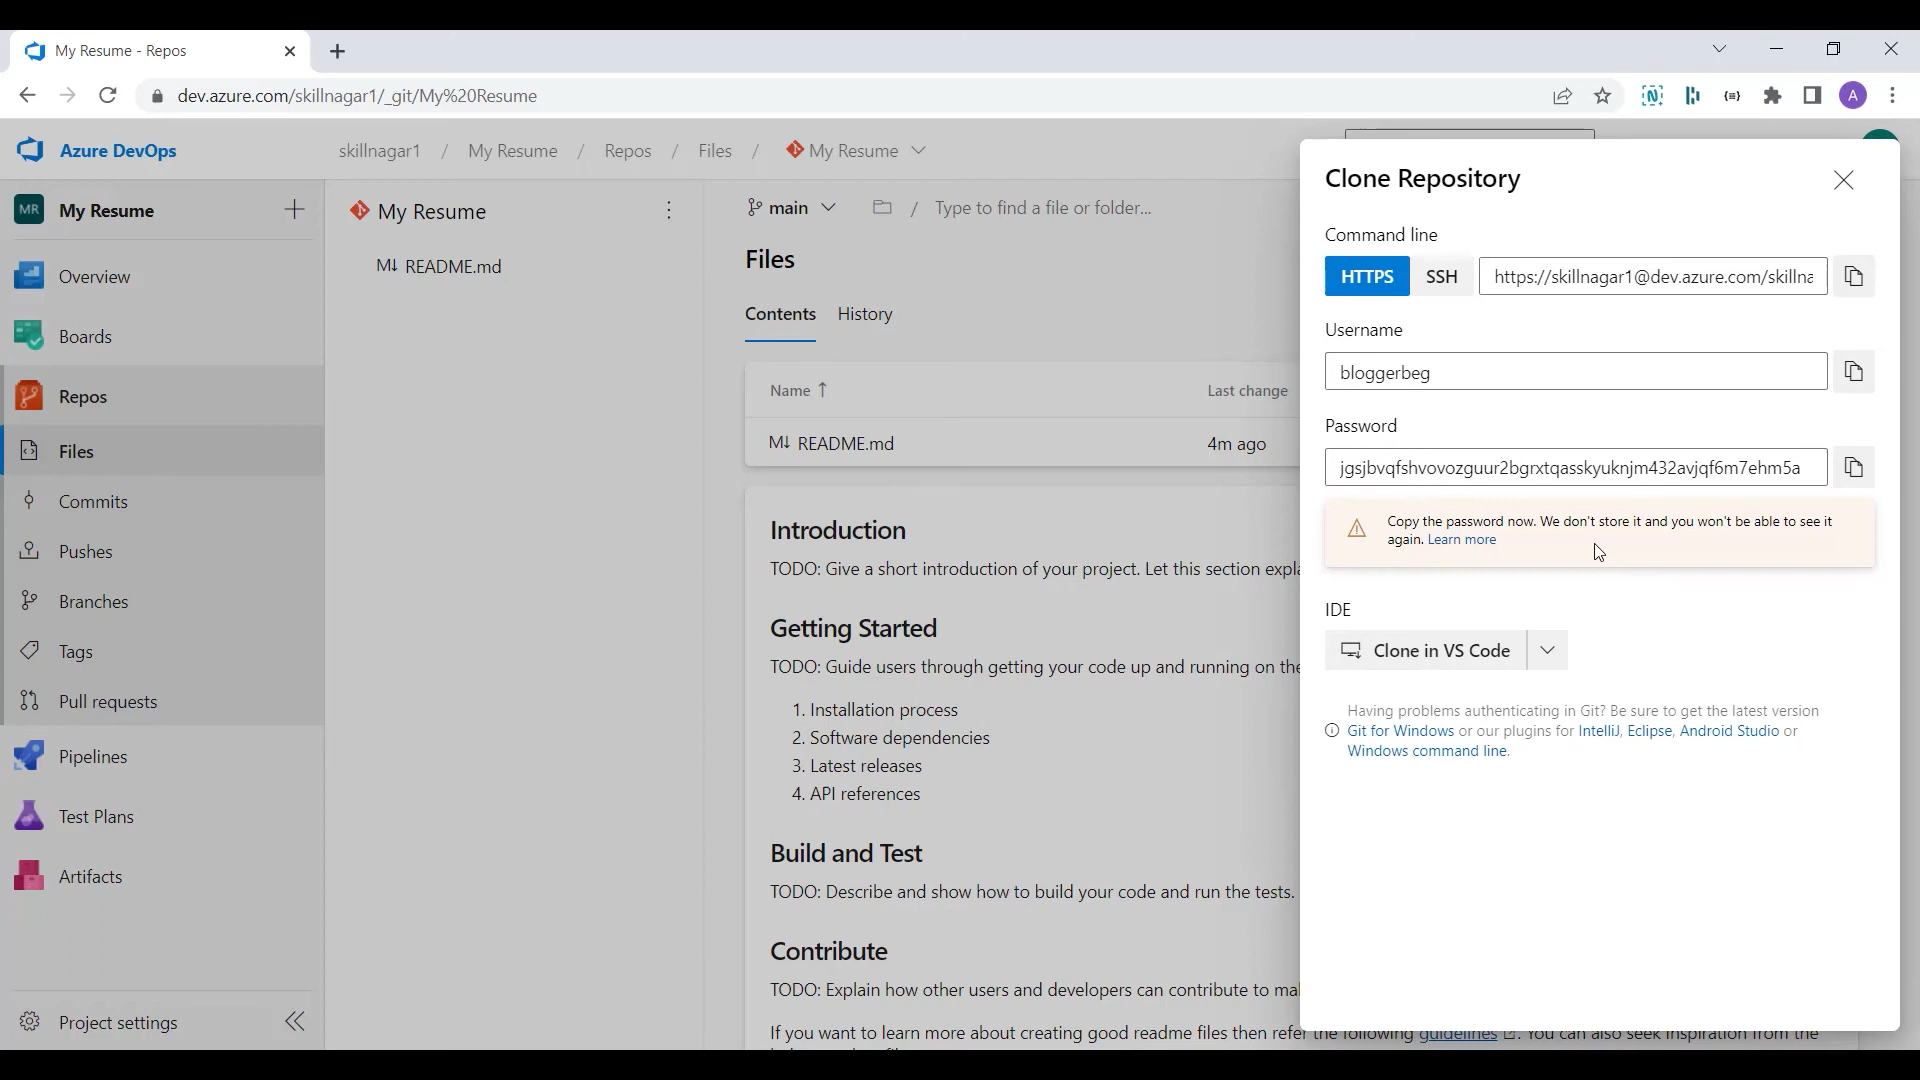 My Resume - Repos
dev.azure.com/skillnagar1/_git/My%20Resume
A
Azure DevOps
skillnagar1 / My Resume / Repos / Files / My Resume
MR My Resume
Overview
Boards
Repos
Files
Commits
Pushes
Branches
Tags
Pull requests
Pipelines
Test Plans
Artifacts
Project settings
My Resume
M↓ README.md
main / Type to find a file or folder...
Files
Contents History
Name ↑ Last change
M↓ README.md 4m ago
Introduction
TODO: Give a short introduction of your project. Let this section expla
Getting Started
TODO: Guide users through getting your code up and running on the
1. Installation process
2. Software dependencies
3. Latest releases
4. API references
Build and Test
TODO: Describe and show how to build your code and run the tests.
Contribute
TODO: Explain how other users and developers can contribute to mak
If you want to learn more about creating good readme files then refer the following guidelines. You can also seek inspiration from the
Clone Repository
Command line
HTTPS SSH https://skillnagar1@dev.azure.com/skillna
Username
bloggerbeg
Password
jgsjbvqfshvovozguur2bgrxtqasskyuknjm432avjqf6m7ehm5a
Copy the password now. We don't store it and you won't be able to see it
again. Learn more
IDE
Clone in VS Code
Having problems authenticating in Git? Be sure to get the latest version
Git for Windows or our plugins for IntelliJ, Eclipse, Android Studio or
Windows command line.